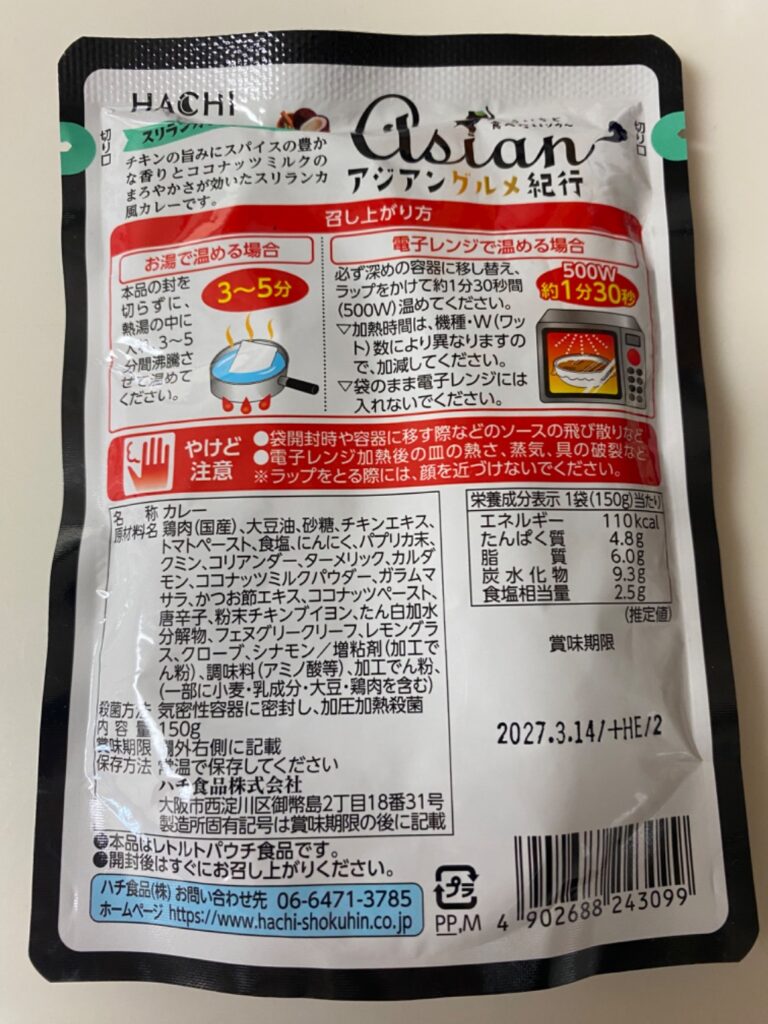 HACHI
切り口
スリランカ
Asian
アジアングルメ紀行
切り口
チキンの旨みにスパイスの豊か
な香りとココナッツミルクの
まろやかさが効いたスリランカ
風カレーです。
召し上がり方
お湯で温める場合
3〜5分
本品の封を
切らずに、
熱湯の中に
入れ、3〜5
分間沸騰さ
せて温めて
ください。
電子レンジで温める場合
必ず深めの容器に移し替え、
ラップをかけて約1分30秒間
(500W)温めてください。
▽加熱時間は、機種・W(ワッ
ト)数により異なりますの
で、加減してください。
▽袋のまま電子レンジには
入れないでください。
500W
約1分30秒
やけど
注意
●袋開封時や容器に移す際などのソースの飛び散りなど
●電子レンジ加熱後の皿の熱さ、蒸気、具の破裂など
※ラップをとる際には、顔を近づけないでください。
名称 カレー
原材料名 鶏肉(国産)、大豆油、砂糖、チキンエキス、
トマトペースト、食塩、にんにく、パプリカ末、
クミン、コリアンダー、ターメリック、カルダ
モン、ココナッツミルクパウダー、ガラムマ
サラ、かつお節エキス、ココナッツペースト、
唐辛子、粉末チキンブイヨン、たん白加水
分解物、フェヌグリークリーフ、レモングラ
ス、クローブ、シナモン/増粘剤(加工で
ん粉)、調味料(アミノ酸等)、加工でん粉、
(一部に小麦・乳成分・大豆・鶏肉を含む)
殺菌方法 気密性容器に密封し、加圧加熱殺菌
内容量 150g
賞味期限 欄外右側に記載
保存方法 常温で保存してください
ハチ食品株式会社
大阪市西淀川区御幣島2丁目18番31号
製造所固有記号は賞味期限の後に記載
栄養成分表示 1袋(150g)当たり
エネルギー 110kcal
たんぱく質 4.8g
脂質 6.0g
炭水化物 9.3g
食塩相当量 2.5g
(推定値)
賞味期限
2027.3.14/+HE/2
●本品はレトルトパウチ食品です。
●開封後はすぐにお召し上がりください。
ハチ食品(株) お問い合わせ先 06-6471-3785
ホームページ https://www.hachi-shokuhin.co.jp
プラ
PP,M
4 902688 243099